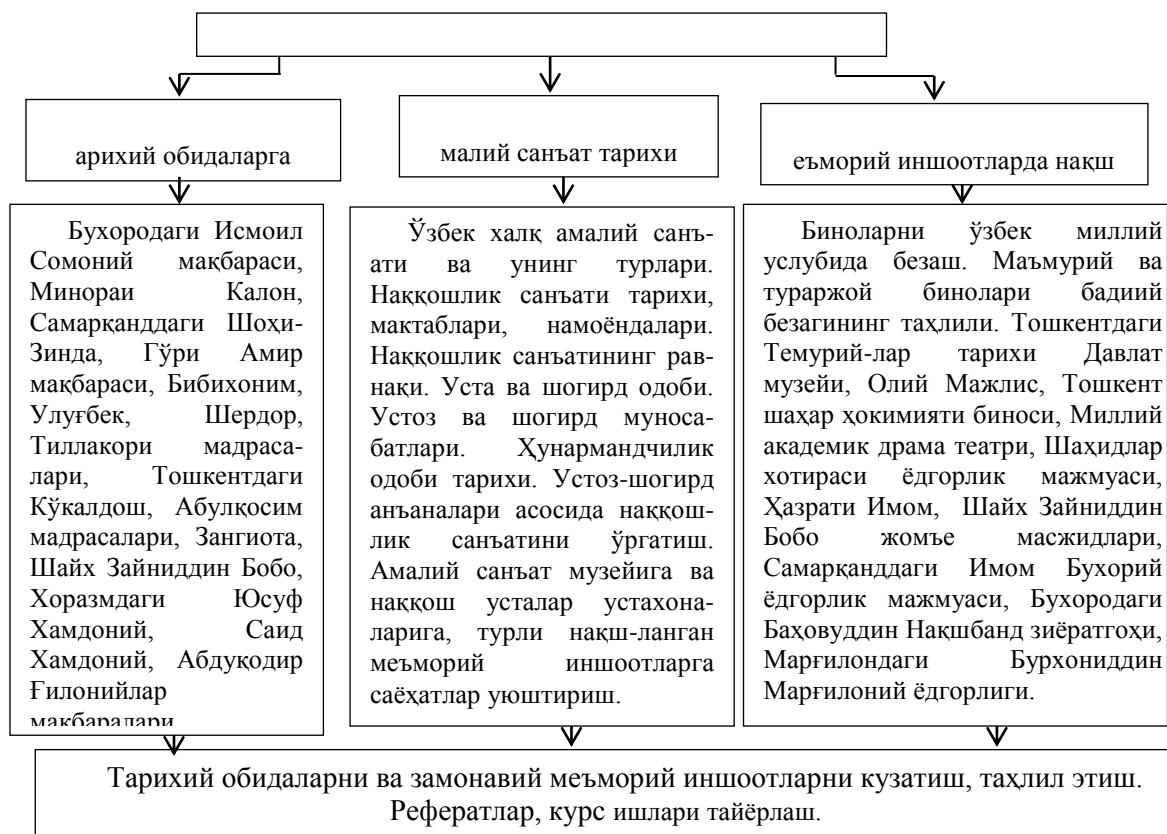 арихий обидаларга
малий санъат тарихи
еъморий иншоотларда нақш
Бухородаги Исмоил
Сомоний мақбараси,
Минораи Калон,
Самарқанддаги Шоҳи-
Зинда, Гўри Амир
мақбараси, Бибихоним,
Улуғбек, Шердор,
Тиллакори мадраса-
лари, Тошкентдаги
Кўкалдош, Абулқосим
мадрасалари, Зангиота,
Шайх Зайниддин Бобо,
Хоразмдаги Юсуф
Хамдоний, Саид
Хамдоний, Абдуқодир
Ғилонийлар
мақбаралари
Ўзбек халқ амалий санъ-
ати ва унинг турлари.
Наққошлик санъати тарихи,
мактаблари, намоёндалари.
Наққошлик санъатининг рав-
нақи. Уста ва шогирд одоби.
Устоз ва шогирд муноса-
батлари. Ҳунармандчилик
одоби тарихи. Устоз-шогирд
анъаналари асосида наққош-
лик санъатини ўргатиш.
Амалий санъат музейига ва
наққош усталар устахона-
ларига, турли нақш-ланган
меъморий иншоотларга
саёҳатлар уюштириш.
Биноларни ўзбек миллий
услубида безаш. Маъмурий ва
тураржой бинолари бадиий
безагининг таҳлили. Тошкентдаги
Темурий-лар тарихи Давлат
музейи, Олий Мажлис, Тошкент
шаҳар ҳокимияти биноси, Миллий
академик драма театри, Шаҳидлар
хотираси ёдгорлик мажмуаси,
Ҳазрати Имом, Шайх Зайниддин
Бобо жомъе масжидлари,
Самарқанддаги Имом Бухорий
ёдгорлик мажмуаси, Бухородаги
Баҳовуддин Нақшбанд зиёратгоҳи,
Марғилондаги Бурхониддин
Марғилоний ёдгорлиги.
Тарихий обидаларни ва замонавий меъморий иншоотларни кузатиш, таҳлил этиш.
Рефератлар, курс ишлари тайёрлаш.